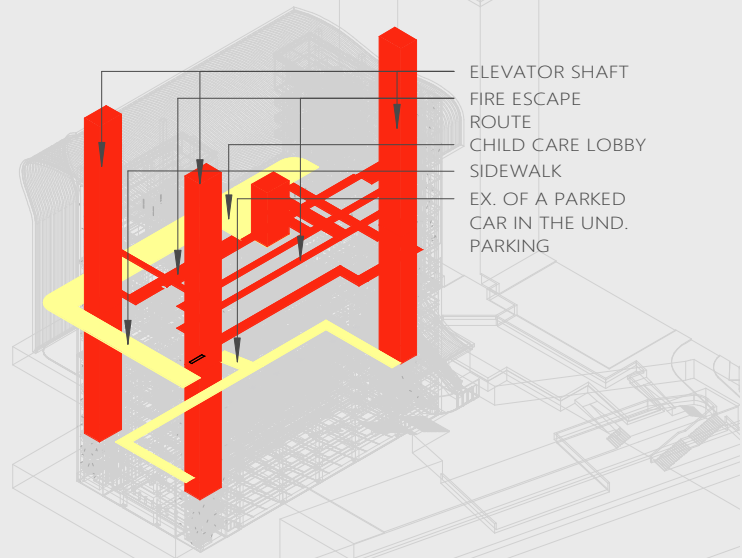 ELEVATOR SHAFT
FIRE ESCAPE
ROUTE
CHILD CARE LOBBY
SIDEWALK
EX. OF A PARKED
CAR IN THE UND.
PARKING